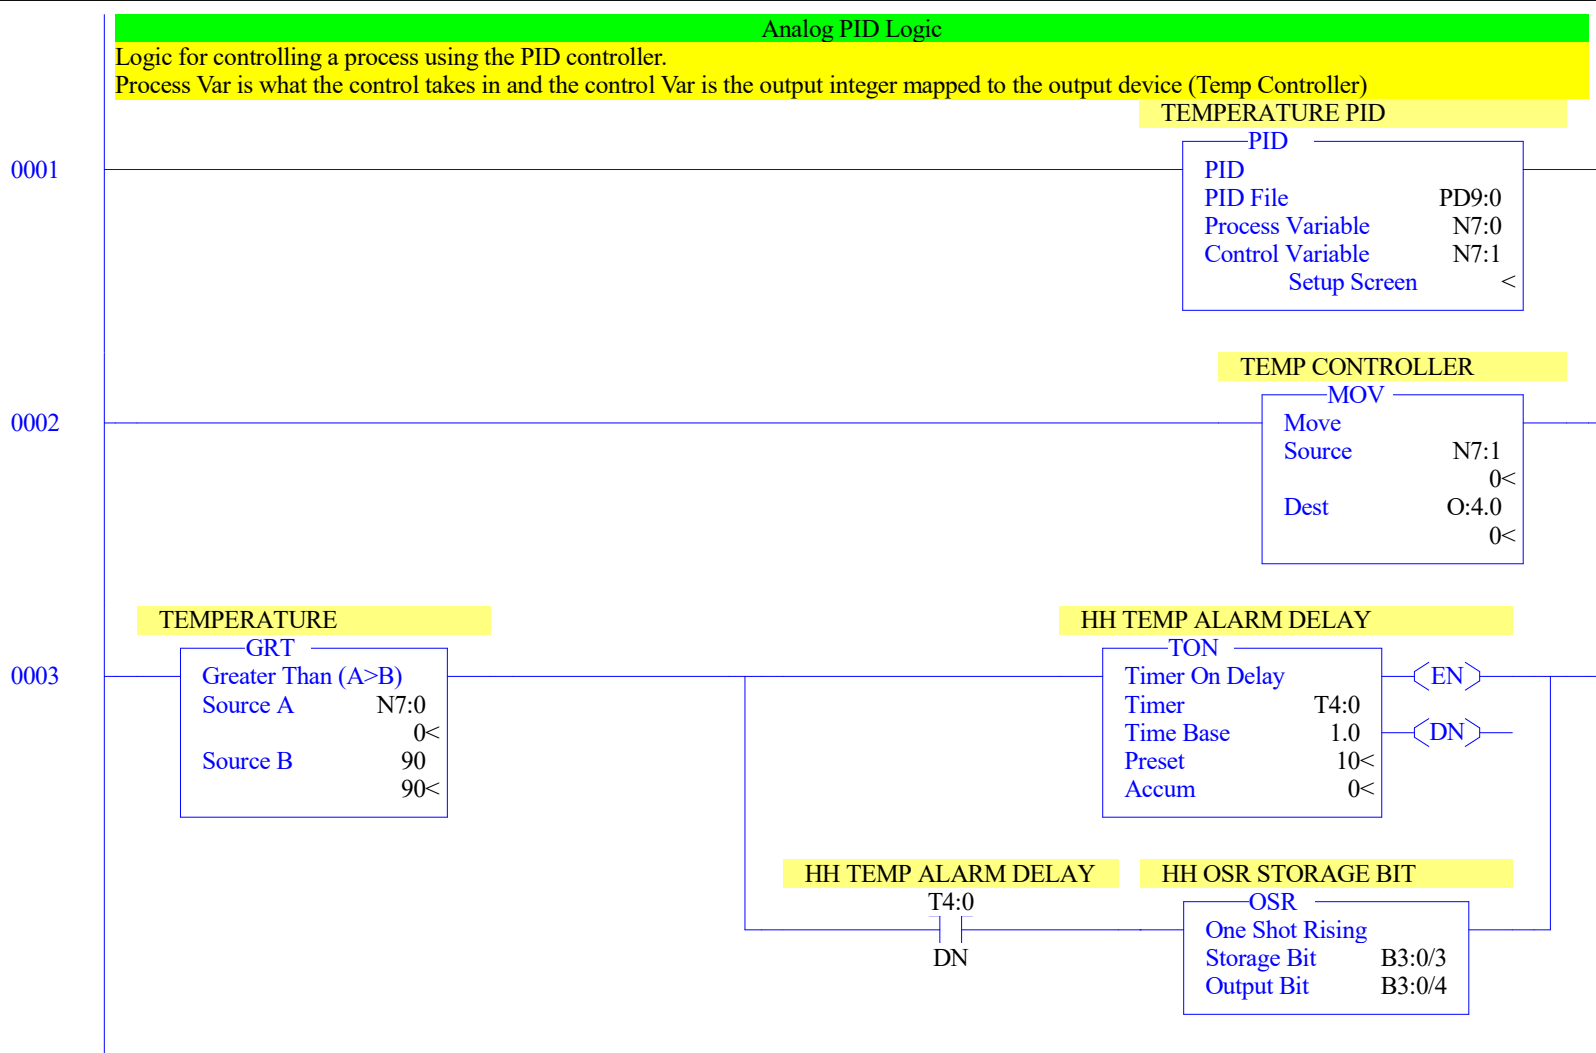 Analog PID Logic
Logic for controlling a process using the PID controller.
Process Var is what the control takes in and the control Var is the output integer mapped to the output device (Temp Controller)
TEMPERATURE PID
PID
0001
PID
PID File PD9:0
Process Variable N7:0
Control Variable N7:1
Setup Screen <
TEMP CONTROLLER
MOV
0002
Move
Source N7:1
0<
Dest O:4.0
0<
TEMPERATURE
GRT
0003
Greater Than (A>B)
Source A N7:0
0<
Source B 90
90<
HH TEMP ALARM DELAY
TON
Timer On Delay
Timer T4:0
Time Base 1.0
Preset 10<
Accum 0<
EN
DN
HH TEMP ALARM DELAY
T4:0
DN
HH OSR STORAGE BIT
OSR
One Shot Rising
Storage Bit B3:0/3
Output Bit B3:0/4